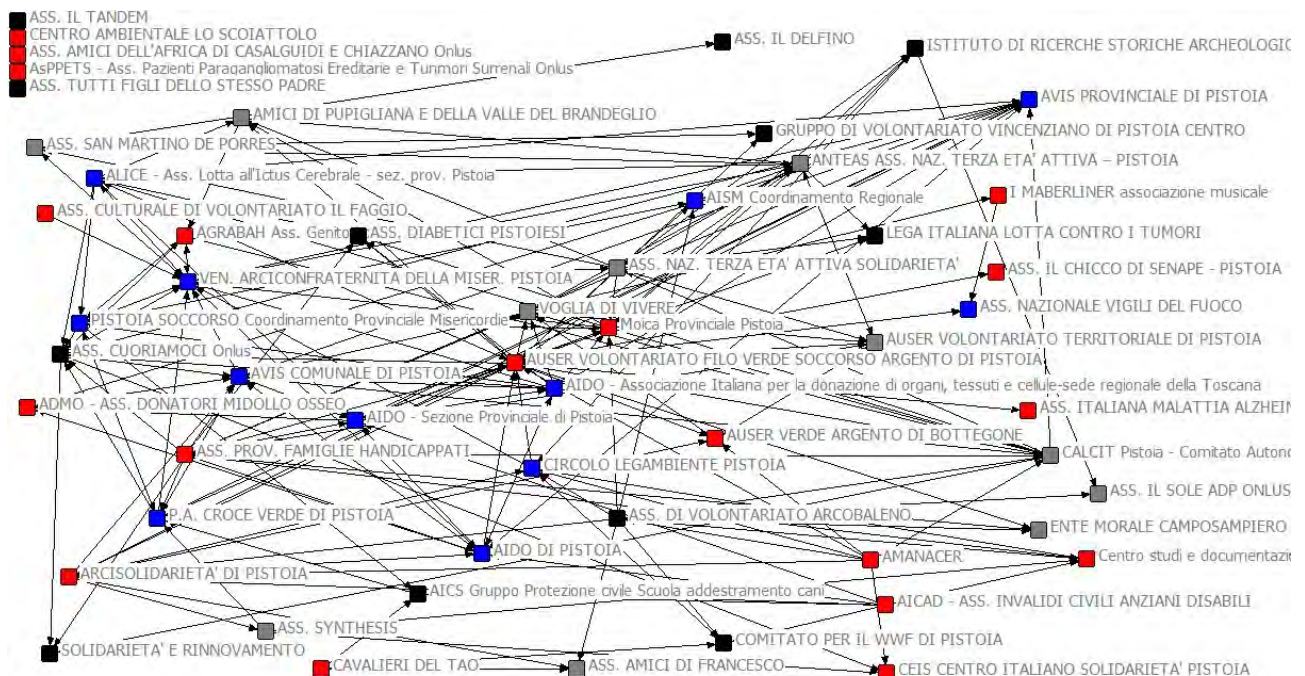 ASS. IL TANDEM
CENTRO AMBIENTALE LO SCOIATTOLO
ASS. AMICI DELL'AFRICA DI CASALGUIDI E CHIAZZANO Onlus
AsPPETS - Ass. Pazienti Paragangliomatosi Ereditarie e Tunmori Surrenali Onlus
ASS. TUTTI FIGLI DELLO STESSO PADRE
ASS. IL DELFINO
ISTITUTO DI RICERCHE STORICHE ARCHEOLOGIC
AVIS PROVINCIALE DI PISTOIA
AMICI DI PUPIGLIANA E DELLA VALLE DEL BRANDEGLIO
GRUPPO DI VOLONTARIATO VINCENZIANO DI PISTOIA CENTRO
ASS. SAN MARTINO DE PORRES
ANTEAS ASS. NAZ. TERZA ETA' ATTIVA – PISTOIA
ALICE - Ass. Lotta all'Ictus Cerebrale - sez. prov. Pistoia
I MABERLINER associazione musicale
AISM Coordinamento Regionale
ASS. CULTURALE DI VOLONTARIATO IL FAGGIO
AGRABAH Ass. Genito
ASS. DIABETICI PISTOIESI
LEGA ITALIANA LOTTA CONTRO I TUMORI
ASS. NAZ. TERZA ETA' ATTIVA SOLIDARIETA'
ASS. IL CHICCO DI SENAPE - PISTOIA
VEN. ARCICONFRATERNITA DELLA MISER. PISTOIA
VOGLIA DI VIVERE
ASS. NAZIONALE VIGILI DEL FUOCO
PISTOIA SOCCORSO Coordinamento Provinciale Misericordie
Moica Provinciale Pistoia
AUSER VOLONTARIATO TERRITORIALE DI PISTOIA
ASS. CUORIAMOCI Onlus
AUSER VOLONTARIATO FILO VERDE SOCCORSO ARGENTO DI PISTOIA
AVIS COMUNALE DI PISTOIA
AIDO - Associazione Italiana per la donazione di organi, tessuti e cellule-sede regionale della Toscana
ADMO - ASS. DONATORI MIDOLLO OSSEO
ASS. ITALIANA MALATTIA ALZHEIN
AIDO - Sezione Provinciale di Pistoia
AUSER VERDE ARGENTO DI BOTTEGONE
ASS. PROV. FAMIGLIE HANDICAPPATI
CALCIT Pistoia - Comitato Autono
CIRCOLO LEGAMBIENTE PISTOIA
ASS. IL SOLE ADP ONLUS
P.A. CROCE VERDE DI PISTOIA
ASS. DI VOLONTARIATO ARCOBALENO
ENTE MORALE CAMPOSAMPIERO
AIDO DI PISTOIA
AMANACER
Centro studi e documentazi
ARCISOLIDARIETA' DI PISTOIA
AICS Gruppo Protezione civile Scuola addestramento cani
AICAD - ASS. INVALIDI CIVILI ANZIANI DISABILI
ASS. SYNTHESIS
COMITATO PER IL WWF DI PISTOIA
SOLIDARIETA' E RINNOVAMENTO
CAVALIERI DEL TAO
ASS. AMICI DI FRANCESCO
CEIS CENTRO ITALIANO SOLIDARIETA' PISTOIA